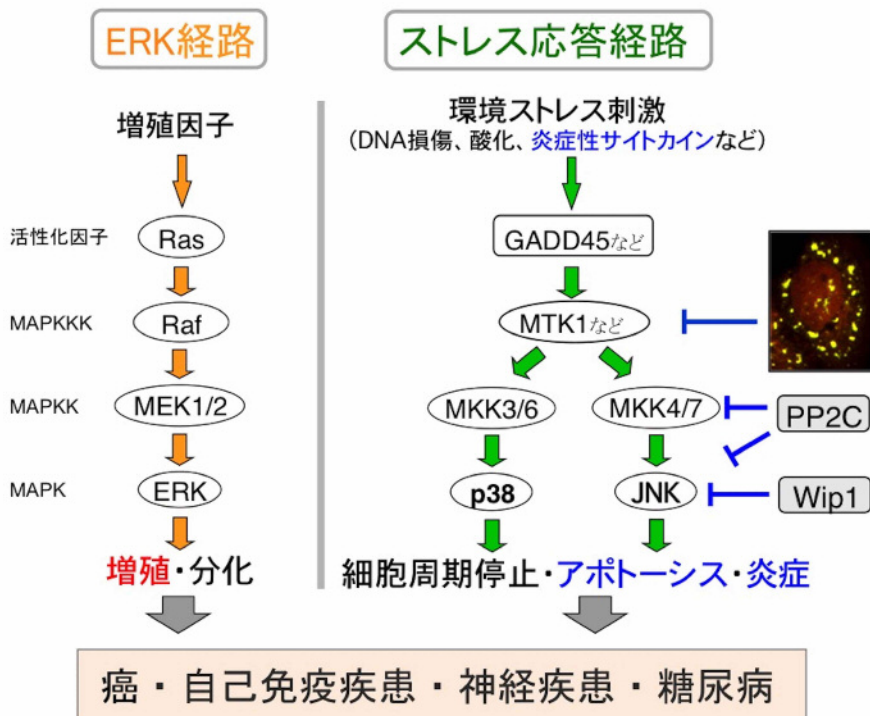 ERK経路
ストレス応答経路
増殖因子
環境ストレス刺激
(DNA損傷、酸化、炎症性サイトカインなど)
活性化因子
Ras
GADD45など
MAPKKK
Raf
MTK1など
MAPKK
MEK1/2
MKK3/6
MKK4/7
PP2C
MAPK
ERK
p38
JNK
Wip1
増殖・分化
細胞周期停止・アポトーシス・炎症
癌・自己免疫疾患・神経疾患・糖尿病